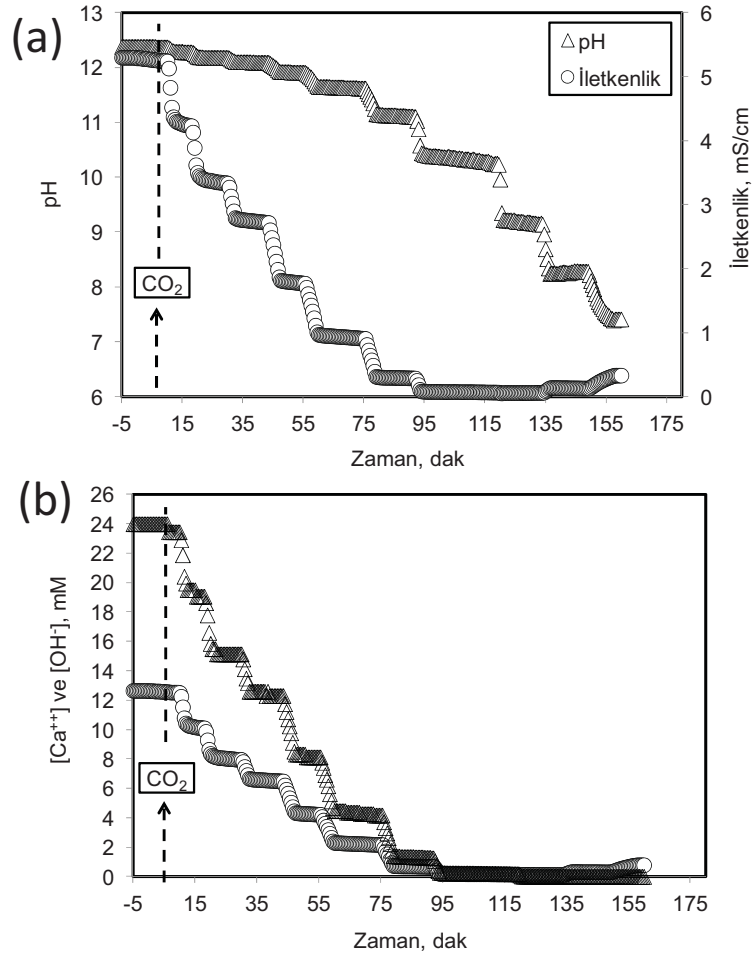 (a)
13
12
11
10
9
8
7
6
pH
6
5
4
3
2
1
0
İletkenlik, mS/cm
pH
İletkenlik
CO₂
-5 15 35 55 75 95 115 135 155 175
Zaman, dak
(b)
26
24
22
20
18
16
14
12
10
8
6
4
2
0
[Ca⁺⁺] ve [OH⁻], mM
CO₂
-5 15 35 55 75 95 115 135 155 175
Zaman, dak